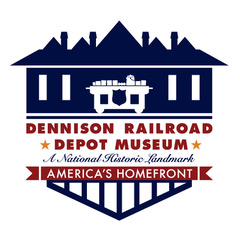 DENNISON RAILROAD
DEPOT MUSEUM
A National Historic Landmark
AMERICA'S HOMEFRONT